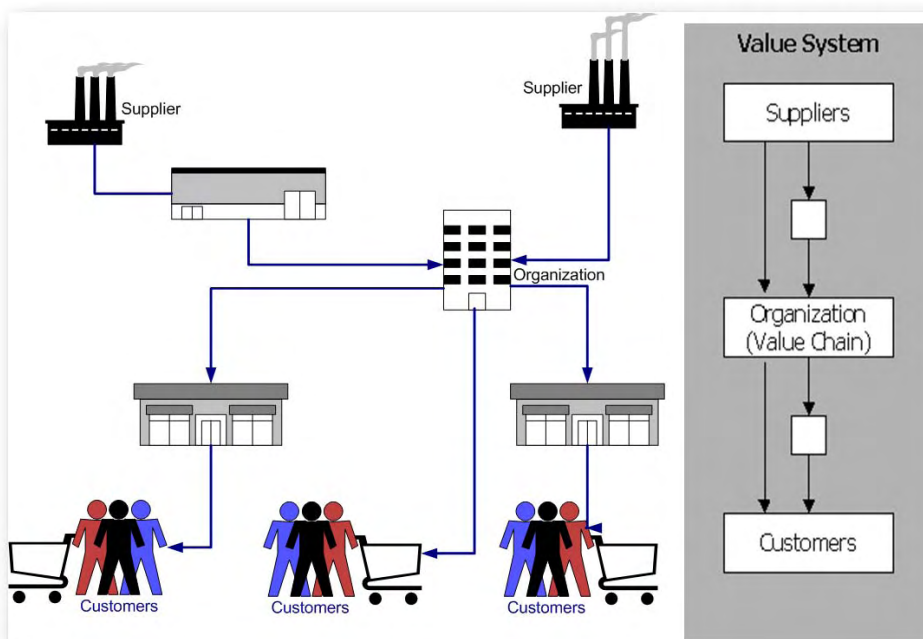 Supplier
Supplier
Organization
Customers
Customers
Customers
Value System
Suppliers
Organization
(Value Chain)
Customers